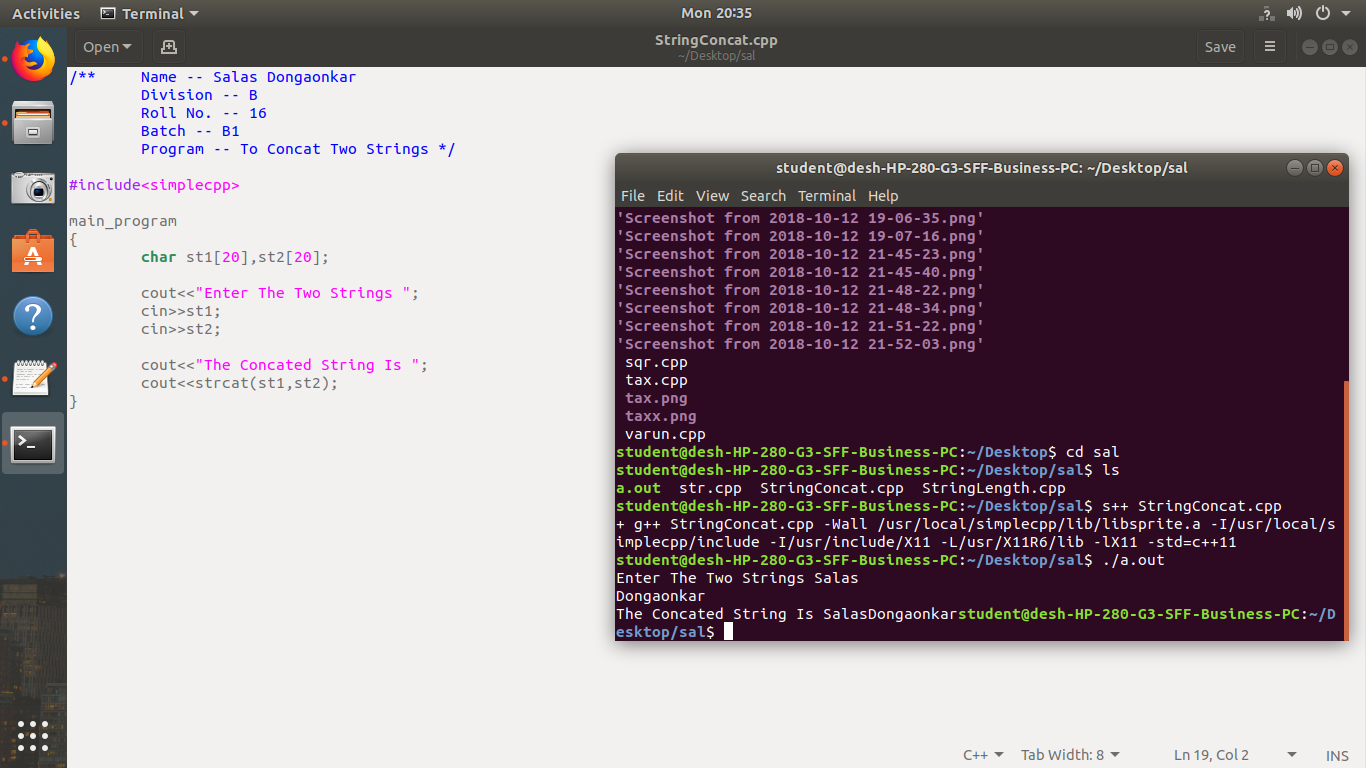 Activities Terminal Mon 20:35
Open StringConcat.cpp Save
~/Desktop/sal
/** Name -- Salas Dongaonkar
Division -- B
Roll No. -- 16
Batch -- B1
Program -- To Concat Two Strings */
#include<simplecpp>
main_program
{
char st1[20],st2[20];
cout<<"Enter The Two Strings ";
cin>>st1;
cin>>st2;
cout<<"The Concated String Is ";
cout<<strcat(st1,st2);
}
student@desh-HP-280-G3-SFF-Business-PC: ~/Desktop/sal
File Edit View Search Terminal Help
'Screenshot from 2018-10-12 19-06-35.png'
'Screenshot from 2018-10-12 19-07-16.png'
'Screenshot from 2018-10-12 21-45-23.png'
'Screenshot from 2018-10-12 21-45-40.png'
'Screenshot from 2018-10-12 21-48-22.png'
'Screenshot from 2018-10-12 21-48-34.png'
'Screenshot from 2018-10-12 21-51-22.png'
'Screenshot from 2018-10-12 21-52-03.png'
sqr.cpp
tax.cpp
tax.png
taxx.png
varun.cpp
student@desh-HP-280-G3-SFF-Business-PC:~/Desktop$ cd sal
student@desh-HP-280-G3-SFF-Business-PC:~/Desktop/sal$ ls
a.out str.cpp StringConcat.cpp StringLength.cpp
student@desh-HP-280-G3-SFF-Business-PC:~/Desktop/sal$ s++ StringConcat.cpp
+ g++ StringConcat.cpp -Wall /usr/local/simplecpp/lib/libsprite.a -I/usr/local/s
implecpp/include -I/usr/include/X11 -L/usr/X11R6/lib -lX11 -std=c++11
student@desh-HP-280-G3-SFF-Business-PC:~/Desktop/sal$ ./a.out
Enter The Two Strings Salas
Dongaonkar
The Concated String Is SalasDongaonkarstudent@desh-HP-280-G3-SFF-Business-PC:~/D
esktop/sal$
C++ Tab Width: 8 Ln 19, Col 2 INS